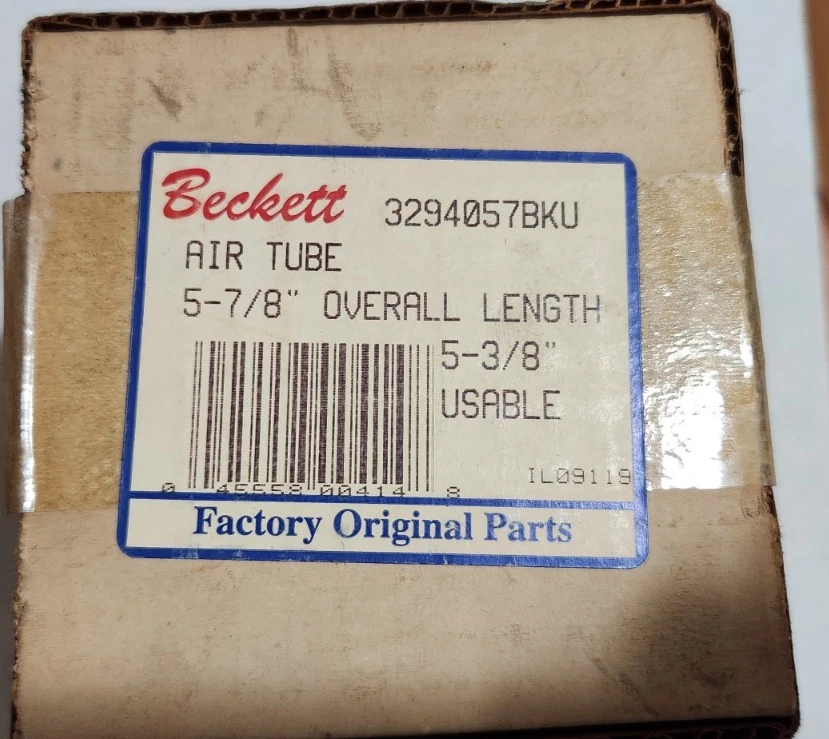 Beckett 3294057BKU
AIR TUBE
5-7/8" OVERALL LENGTH
5-3/8"
USABLE
IL09119
0 45558 00414 8
Factory Original Parts